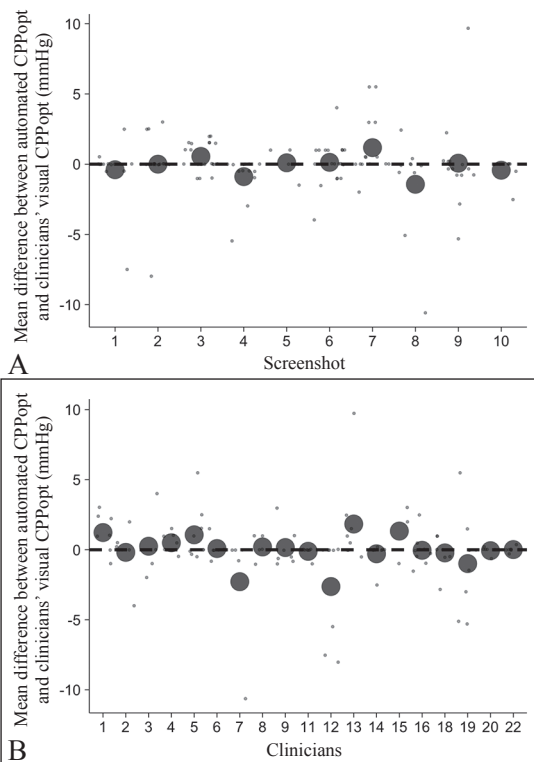 Mean difference between automated CPPopt
and clinicians' visual CPPopt (mmHg)
10
5
0
-5
-10
1 2 3 4 5 6 7 8 9 10
Screenshot
A
Mean difference between automated CPPopt
and clinicians' visual CPPopt (mmHg)
10
5
0
-5
-10
1 2 3 4 5 6 7 8 9 11 12 13 14 15 16 18 19 20 22
Clinicians
B